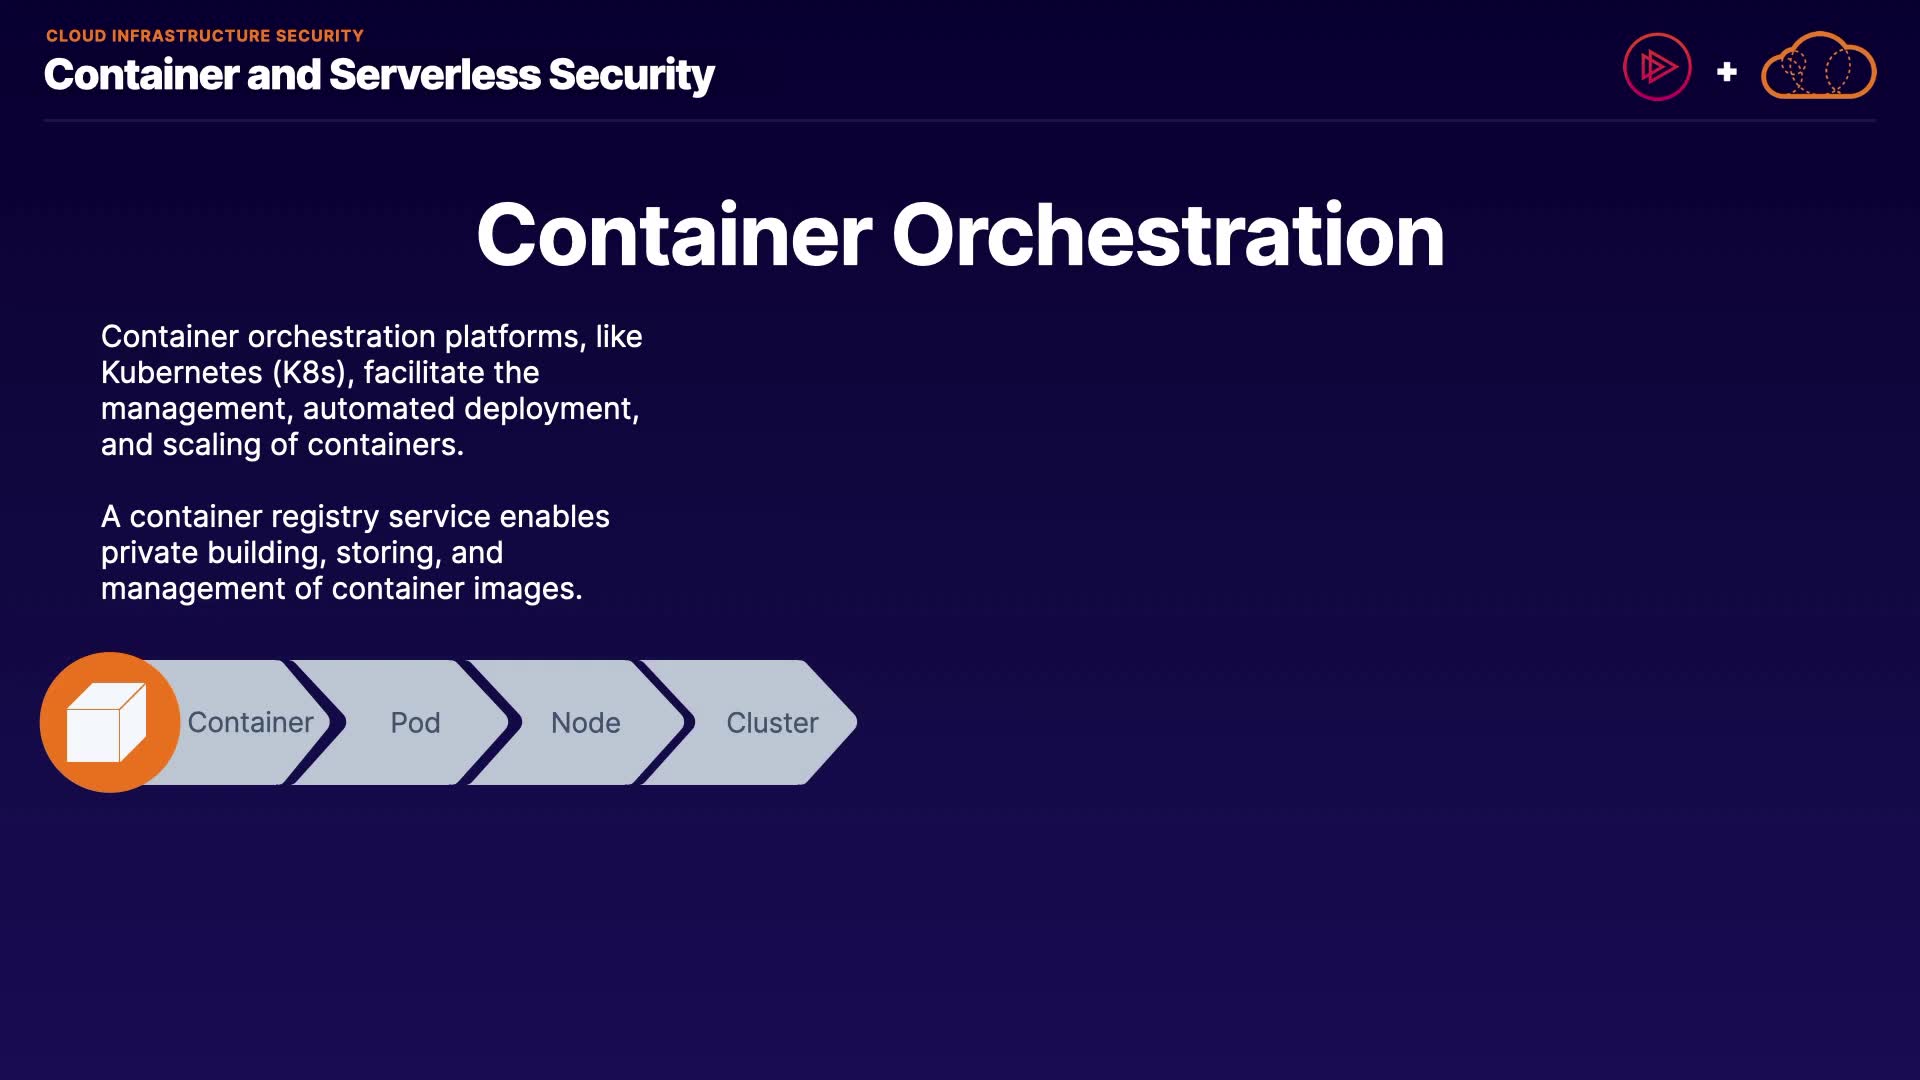 CLOUD INFRASTRUCTURE SECURITY
Container and Serverless Security
+
Container Orchestration
Container orchestration platforms, like
Kubernetes (K8s), facilitate the
management, automated deployment,
and scaling of containers.
A container registry service enables
private building, storing, and
management of container images.
Container
Pod
Node
Cluster